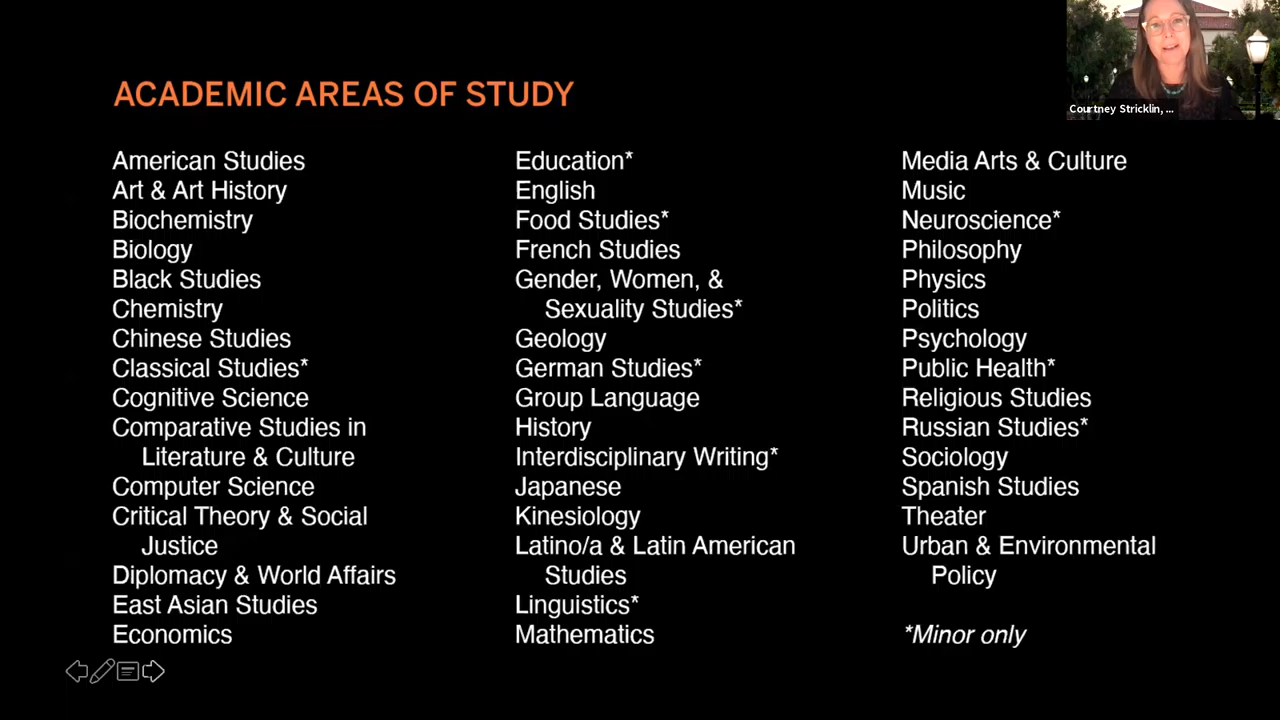 ACADEMIC AREAS OF STUDY
Courtney Stricklin, ...
American Studies
Art & Art History
Biochemistry
Biology
Black Studies
Chemistry
Chinese Studies
Classical Studies*
Cognitive Science
Comparative Studies in
Literature & Culture
Computer Science
Critical Theory & Social
Justice
Diplomacy & World Affairs
East Asian Studies
Economics
Education*
English
Food Studies*
French Studies
Gender, Women, &
Sexuality Studies*
Geology
German Studies*
Group Language
History
Interdisciplinary Writing*
Japanese
Kinesiology
Latino/a & Latin American
Studies
Linguistics*
Mathematics
Media Arts & Culture
Music
Neuroscience*
Philosophy
Physics
Politics
Psychology
Public Health*
Religious Studies
Russian Studies*
Sociology
Spanish Studies
Theater
Urban & Environmental
Policy
*Minor only